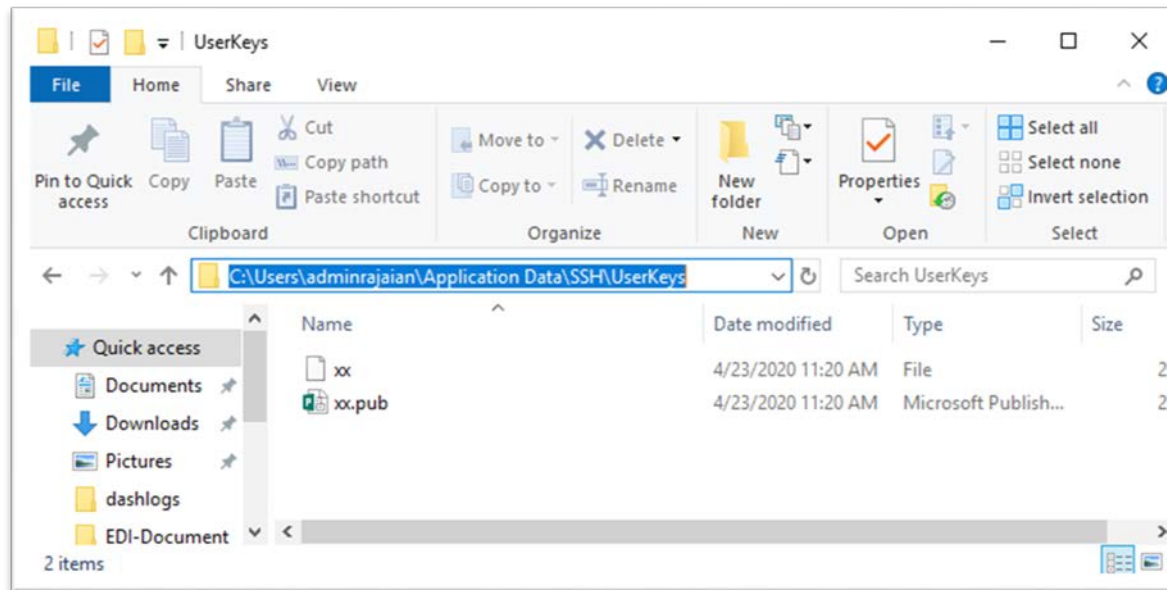 UserKeys
File Home Share View
Pin to Quick access
Copy
Paste
Cut
Copy path
Paste shortcut
Clipboard
Move to
Copy to
Delete
Rename
Organize
New folder
New
Properties
Open
Select all
Select none
Invert selection
Select
C:\Users\adminrajaian\Application Data\SSH\UserKeys
Search UserKeys
Quick access
Documents
Downloads
Pictures
dashlogs
EDI-Document
Name Date modified Type Size
xx 4/23/2020 11:20 AM File 2
xx.pub 4/23/2020 11:20 AM Microsoft Publish... 2
2 items